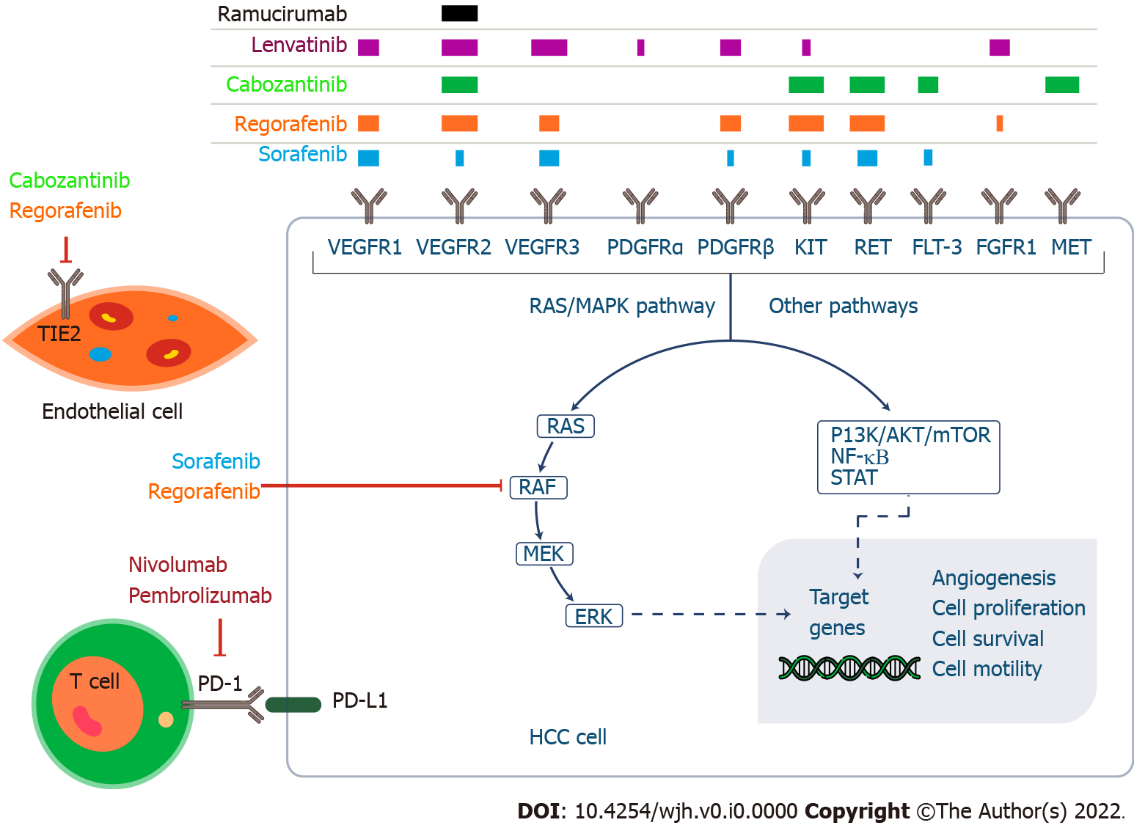 Ramucirumab
Lenvatinib
Cabozantinib
Regorafenib
Sorafenib
Cabozantinib
Regorafenib
VEGFR1 VEGFR2 VEGFR3 PDGFRα PDGFRβ KIT RET FLT-3 FGFR1 MET
RAS/MAPK pathway Other pathways
TIE2
Endothelial cell
RAS
P13K/AKT/mTOR
NF-κB
STAT
Sorafenib
Regorafenib
RAF
MEK
ERK
Nivolumab
Pembrolizumab
Target
genes
Angiogenesis
Cell proliferation
Cell survival
Cell motility
T cell
PD-1
PD-L1
HCC cell
DOI: 10.4254/wjh.v0.i0.0000 Copyright ©The Author(s) 2022.